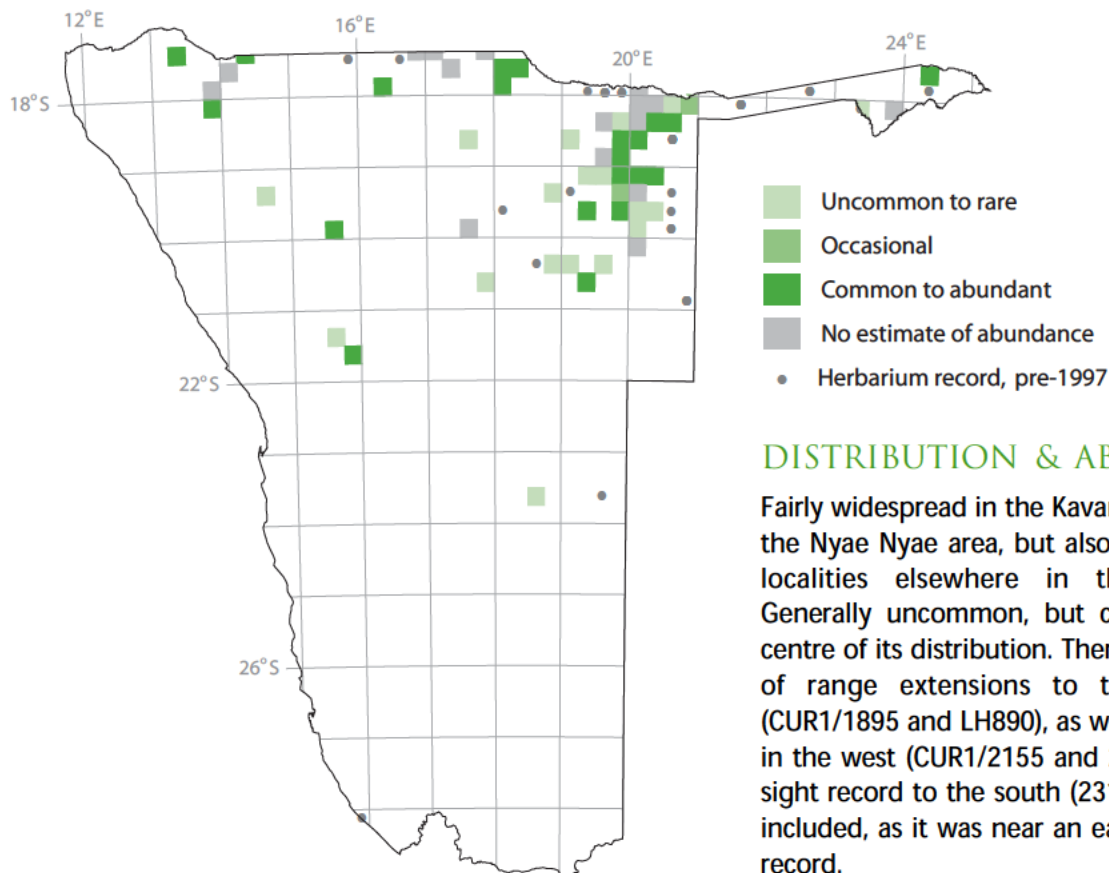 12°E
16°E
20°E
24°E
18°S
22°S
26°S
Uncommon to rare
Occasional
Common to abundant
No estimate of abundance
Herbarium record, pre-1997
DISTRIBUTION & AB
Fairly widespread in the Kavan
the Nyae Nyae area, but also
localities elsewhere in th
Generally uncommon, but c
centre of its distribution. Ther
of range extensions to t
(CUR1/1895 and LH890), as w
in the west (CUR1/2155 and
sight record to the south (231
included, as it was near an ea
record.